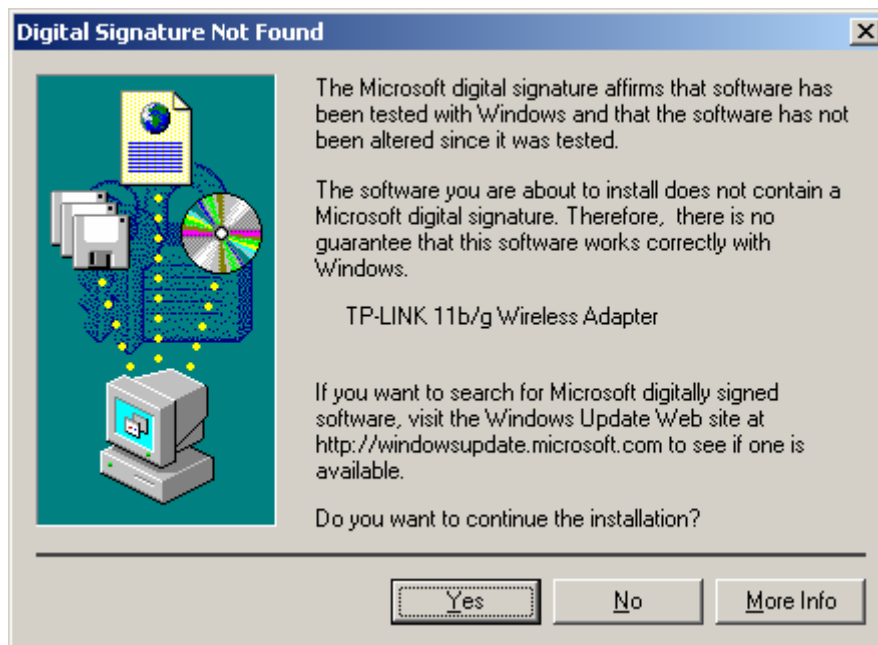 Digital Signature Not Found
The Microsoft digital signature affirms that software has
been tested with Windows and that the software has not
been altered since it was tested.
The software you are about to install does not contain a
Microsoft digital signature. Therefore,  there is no
guarantee that this software works correctly with
Windows.
TP-LINK 11b/g Wireless Adapter
If you want to search for Microsoft digitally signed
software, visit the Windows Update Web site at
http://windowsupdate.microsoft.com to see if one is
available.
Do you want to continue the installation?
Yes No More Info